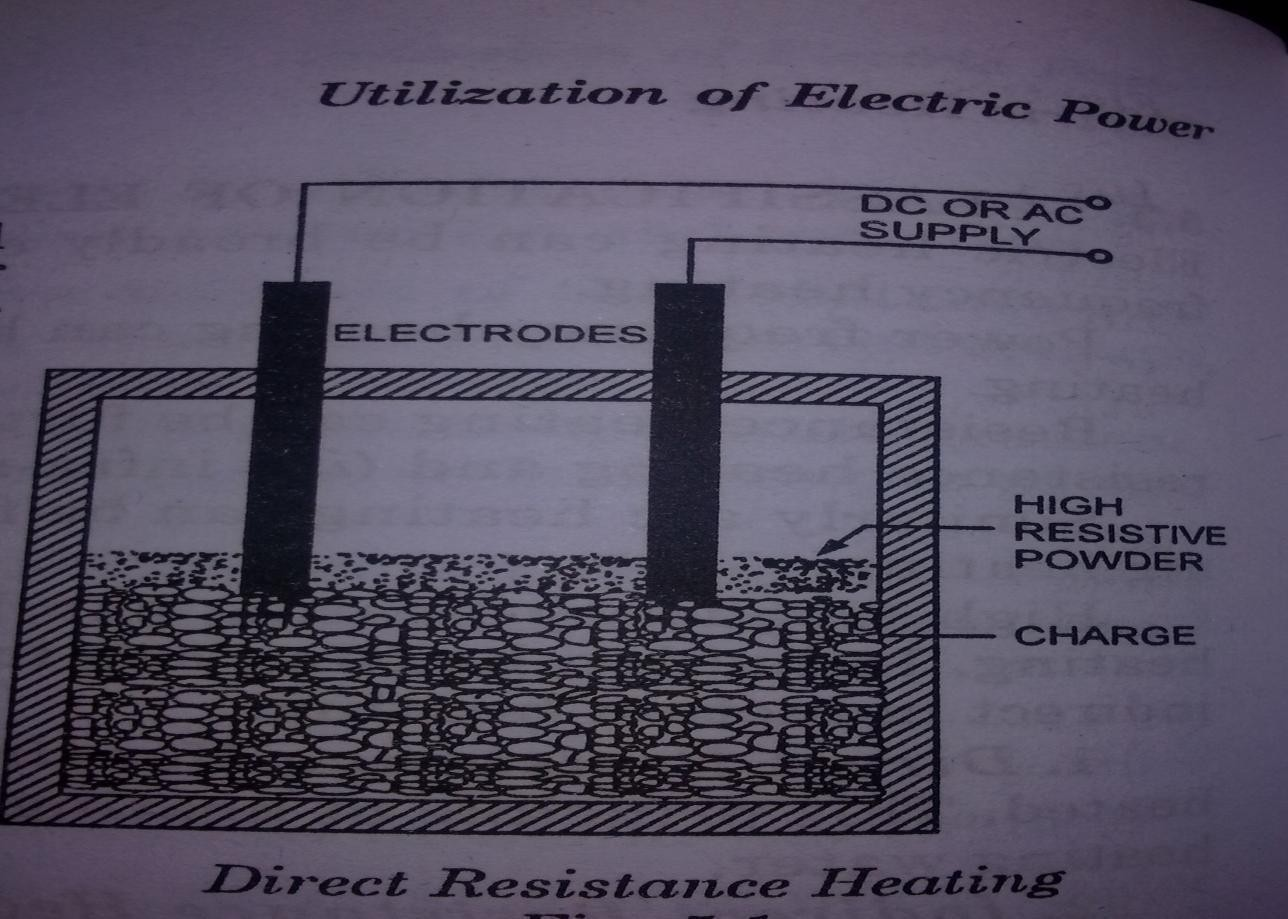 Utilization of Electric Power
DC OR AC
SUPPLY
ELECTRODES
HIGH
RESISTIVE
POWDER
CHARGE
Direct Resistance Heating